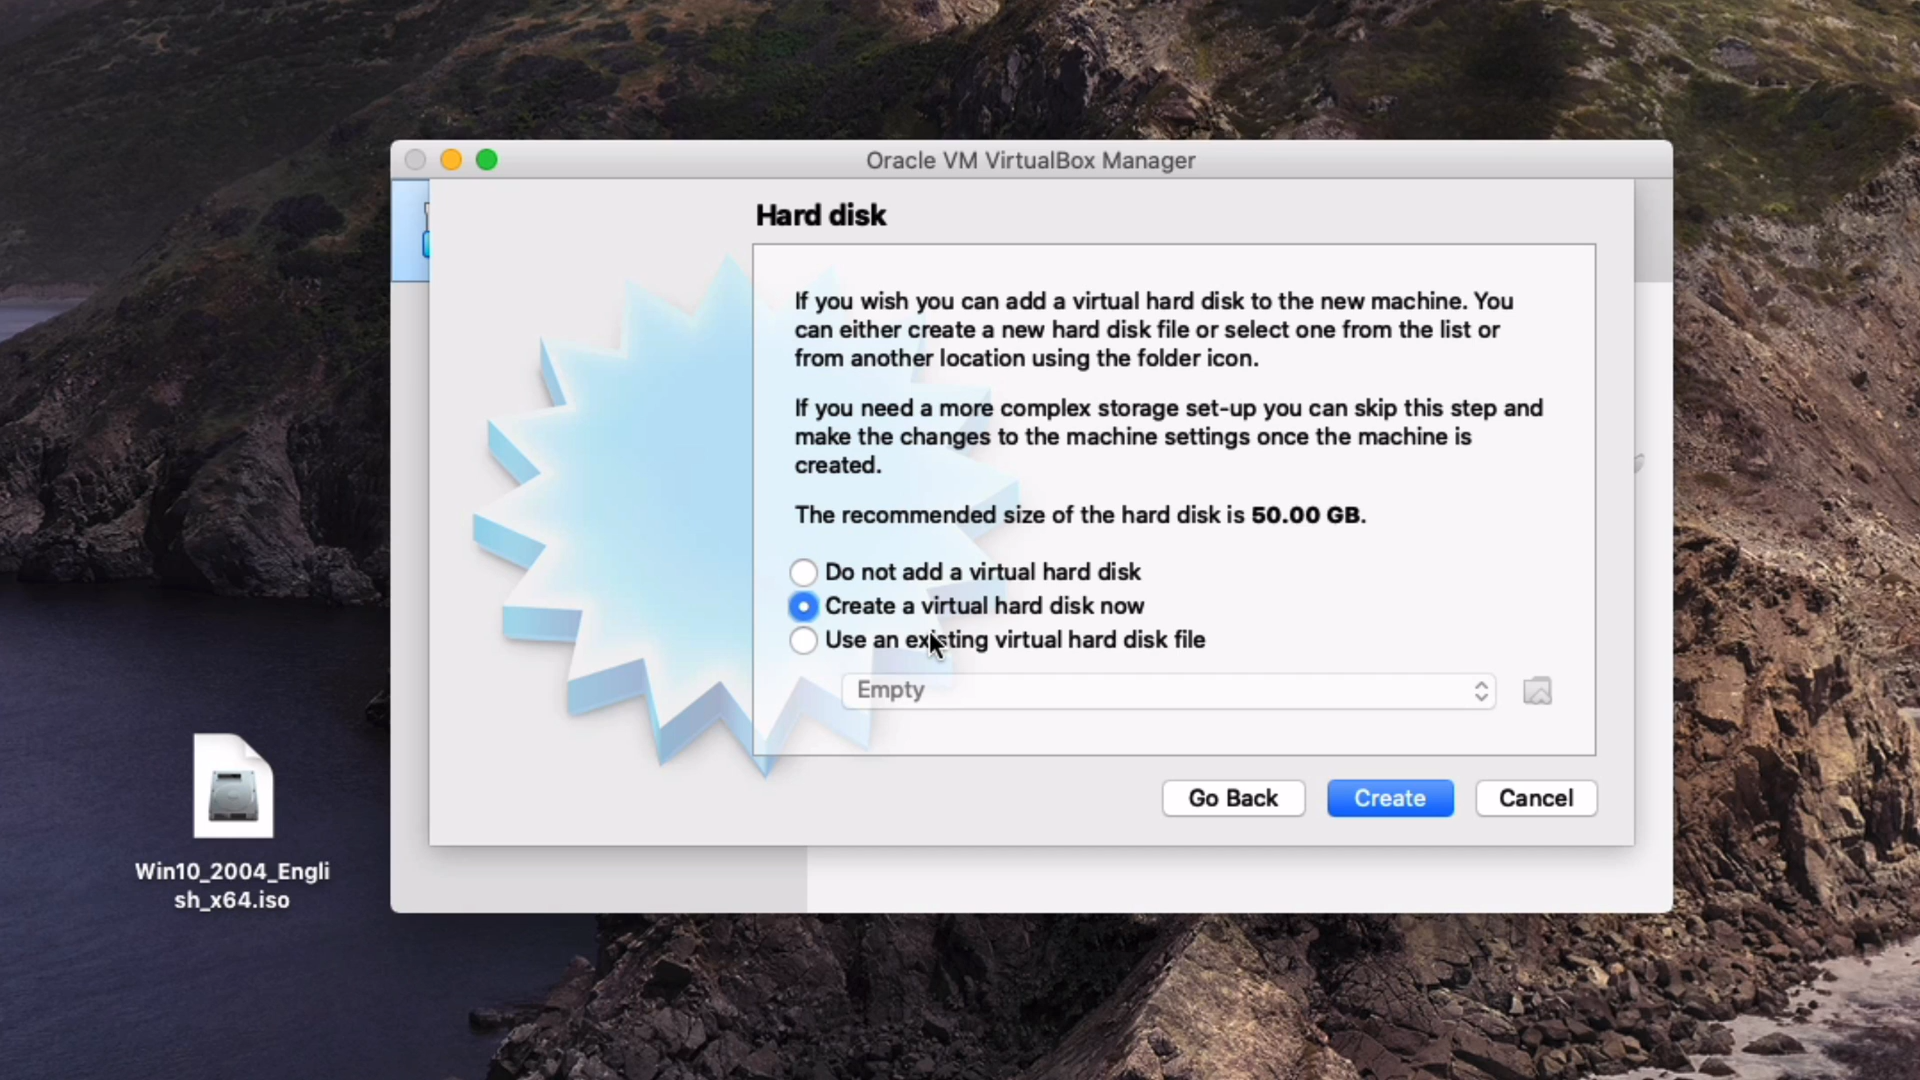 Oracle VM VirtualBox Manager
Hard disk
If you wish you can add a virtual hard disk to the new machine. You
can either create a new hard disk file or select one from the list or
from another location using the folder icon.
If you need a more complex storage set-up you can skip this step and
make the changes to the machine settings once the machine is
created.
The recommended size of the hard disk is 50.00 GB.
Do not add a virtual hard disk
Create a virtual hard disk now
Use an existing virtual hard disk file
Empty
Go Back
Create
Cancel
Win10_2004_Engli
sh_x64.iso